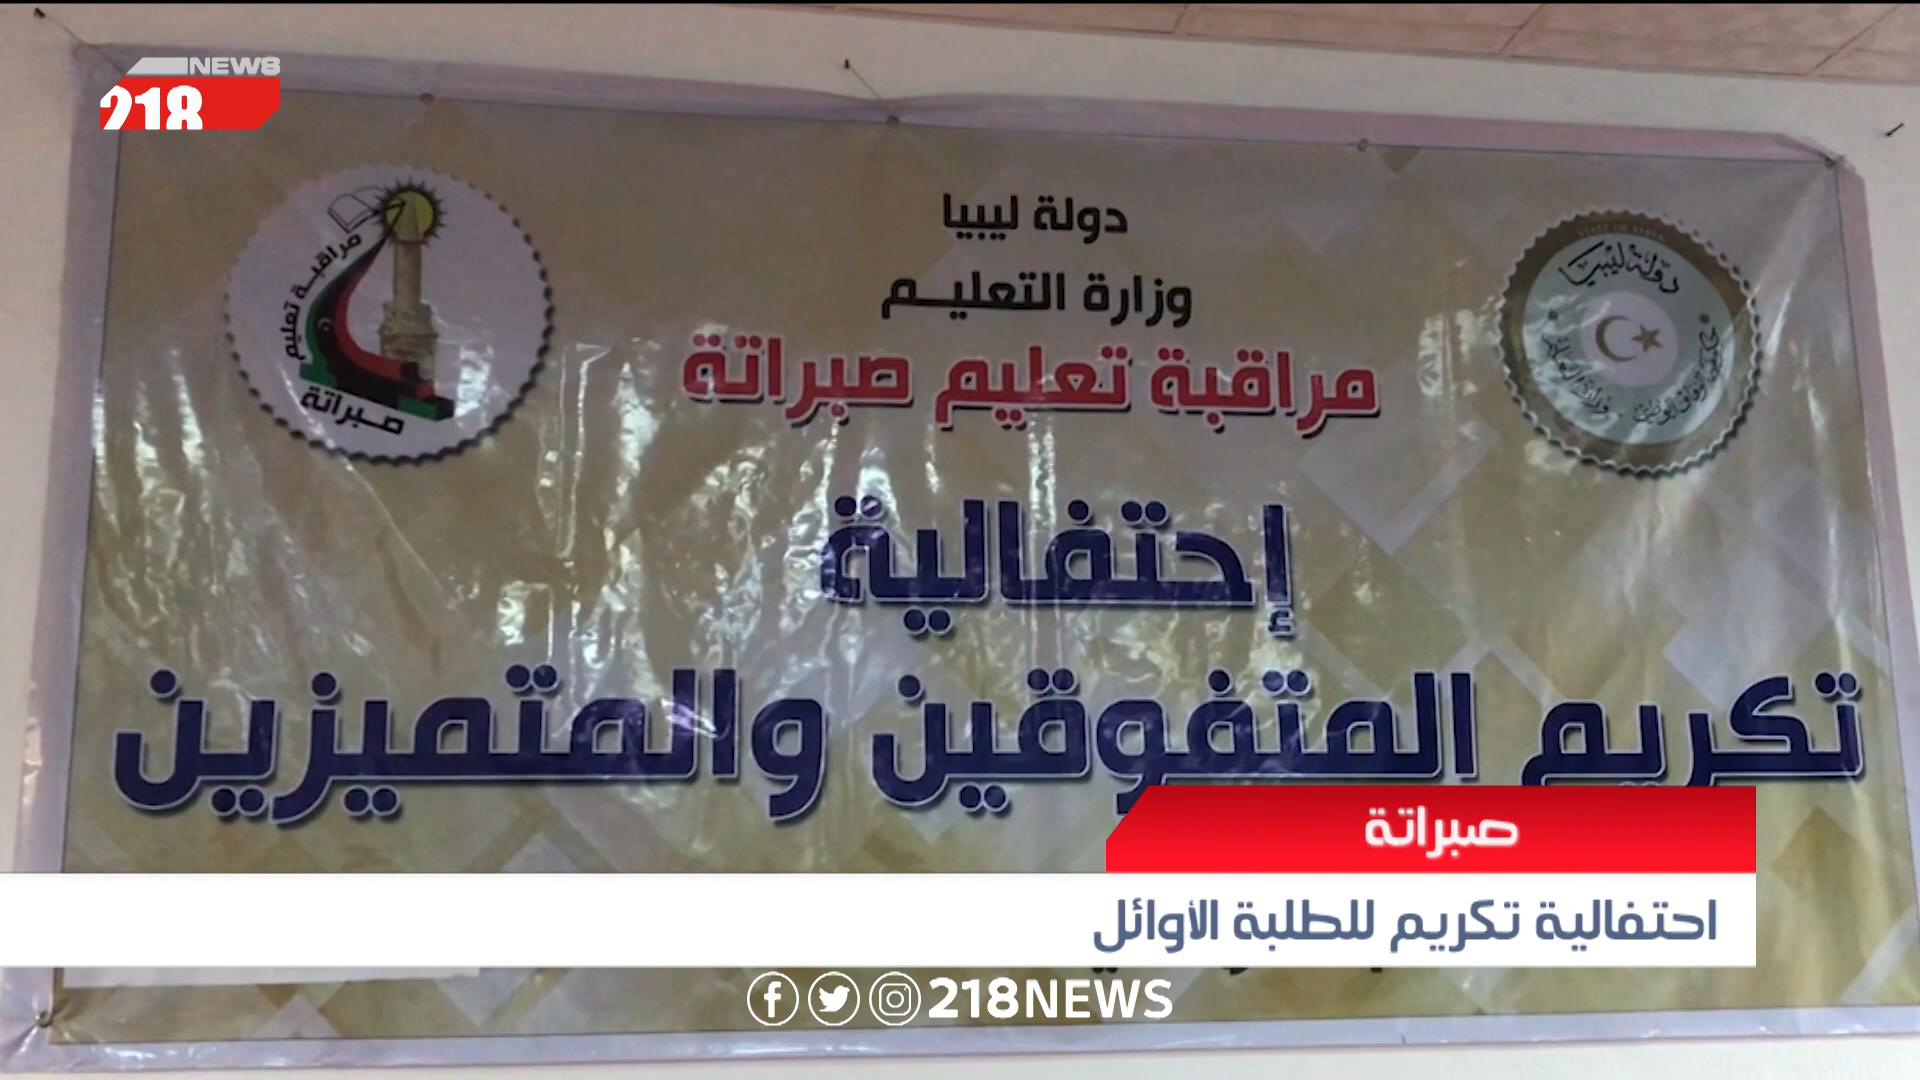 NEWS
218
دولة ليبيا
وزارة التعليم
مراقبة تعليم صبراتة
مراقبة تعليم
صبراتة
دولة ليبيا
إحتفالية
تكريم المتفوقين والمتميزين
صبراتة
احتفالية تكريم للطلبة الأوائل
218NEWS